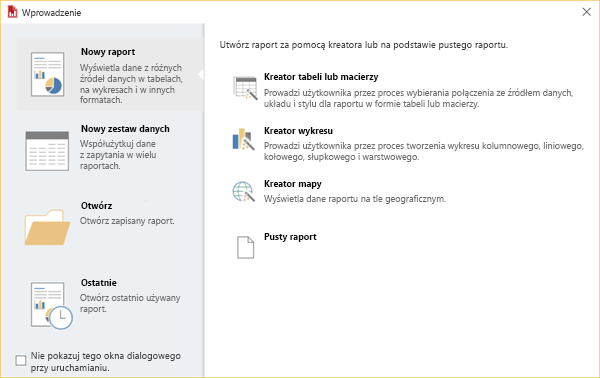 Wprowadzenie
Nowy raport
Wyświetla dane z różnych
źródeł danych w tabelach,
na wykresach i w innych
formatach.
Nowy zestaw danych
Współużytkuj dane
z zapytania w wielu
raportach.
Otwórz
Otwórz zapisany raport.
Ostatnie
Otwórz ostatnio używany
raport.
Nie pokazuj tego okna dialogowego
przy uruchamianiu.
Utwórz raport za pomocą kreatora lub na podstawie pustego raportu.
Kreator tabeli lub macierzy
Prowadzi użytkownika przez proces wybierania połączenia ze źródłem danych,
układu i stylu dla raportu w formie tabeli lub macierzy.
Kreator wykresu
Prowadzi użytkownika przez proces tworzenia wykresu kolumnowego, liniowego,
kołowego, słupkowego i warstwowego.
Kreator mapy
Wyświetla dane raportu na tle geograficznym.
Pusty raport